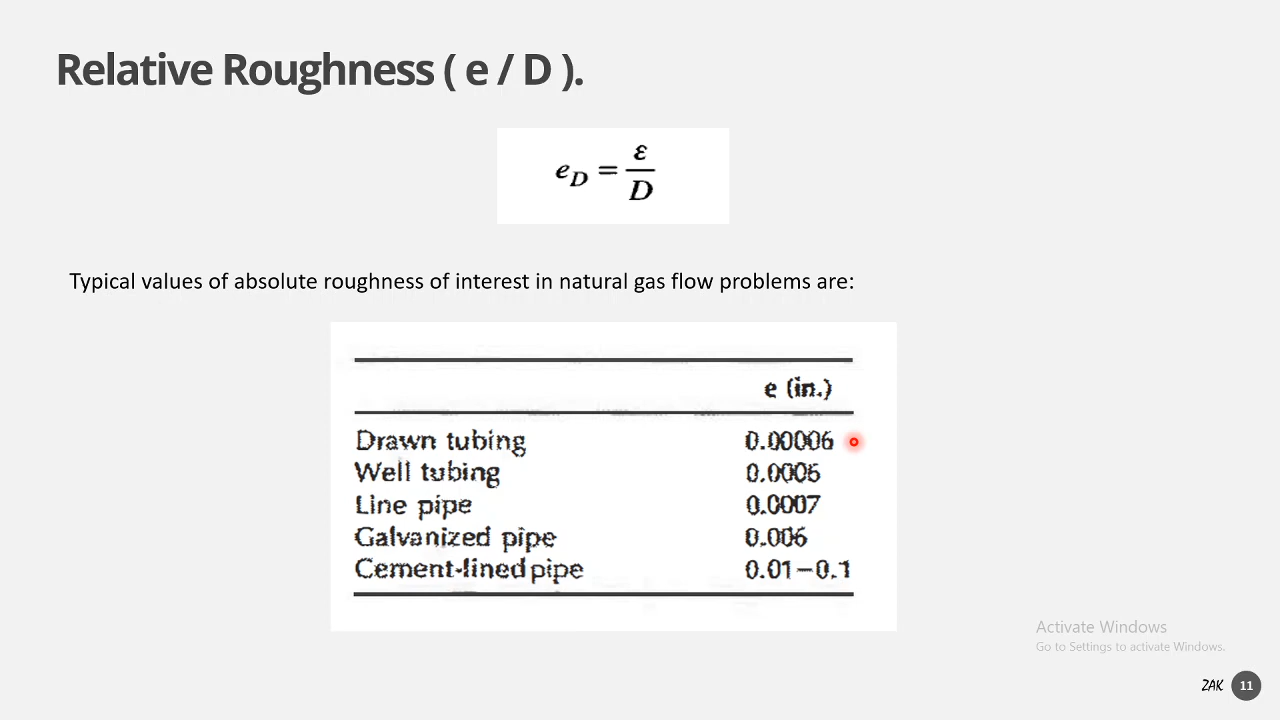 Relative Roughness ( e / D ).
e_D = ε / D
Typical values of absolute roughness of interest in natural gas flow problems are:
e (in.)
Drawn tubing 0.00006
Well tubing 0.0006
Line pipe 0.0007
Galvanized pipe 0.006
Cement-lined pipe 0.01–0.1
Activate Windows
Go to Settings to activate Windows.
ZAK 11